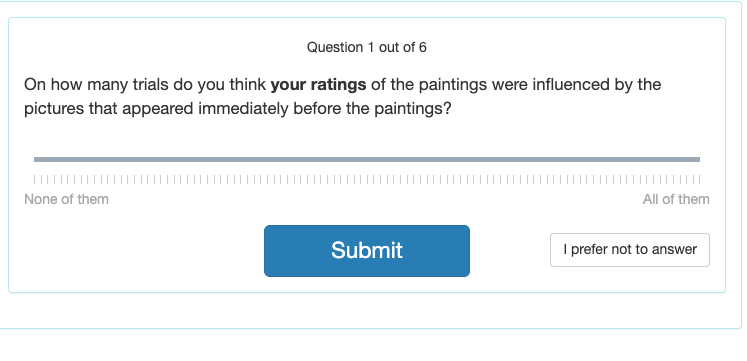 Question 1 out of 6
On how many trials do you think your ratings of the paintings were influenced by the
pictures that appeared immediately before the paintings?
None of them
All of them
Submit
I prefer not to answer